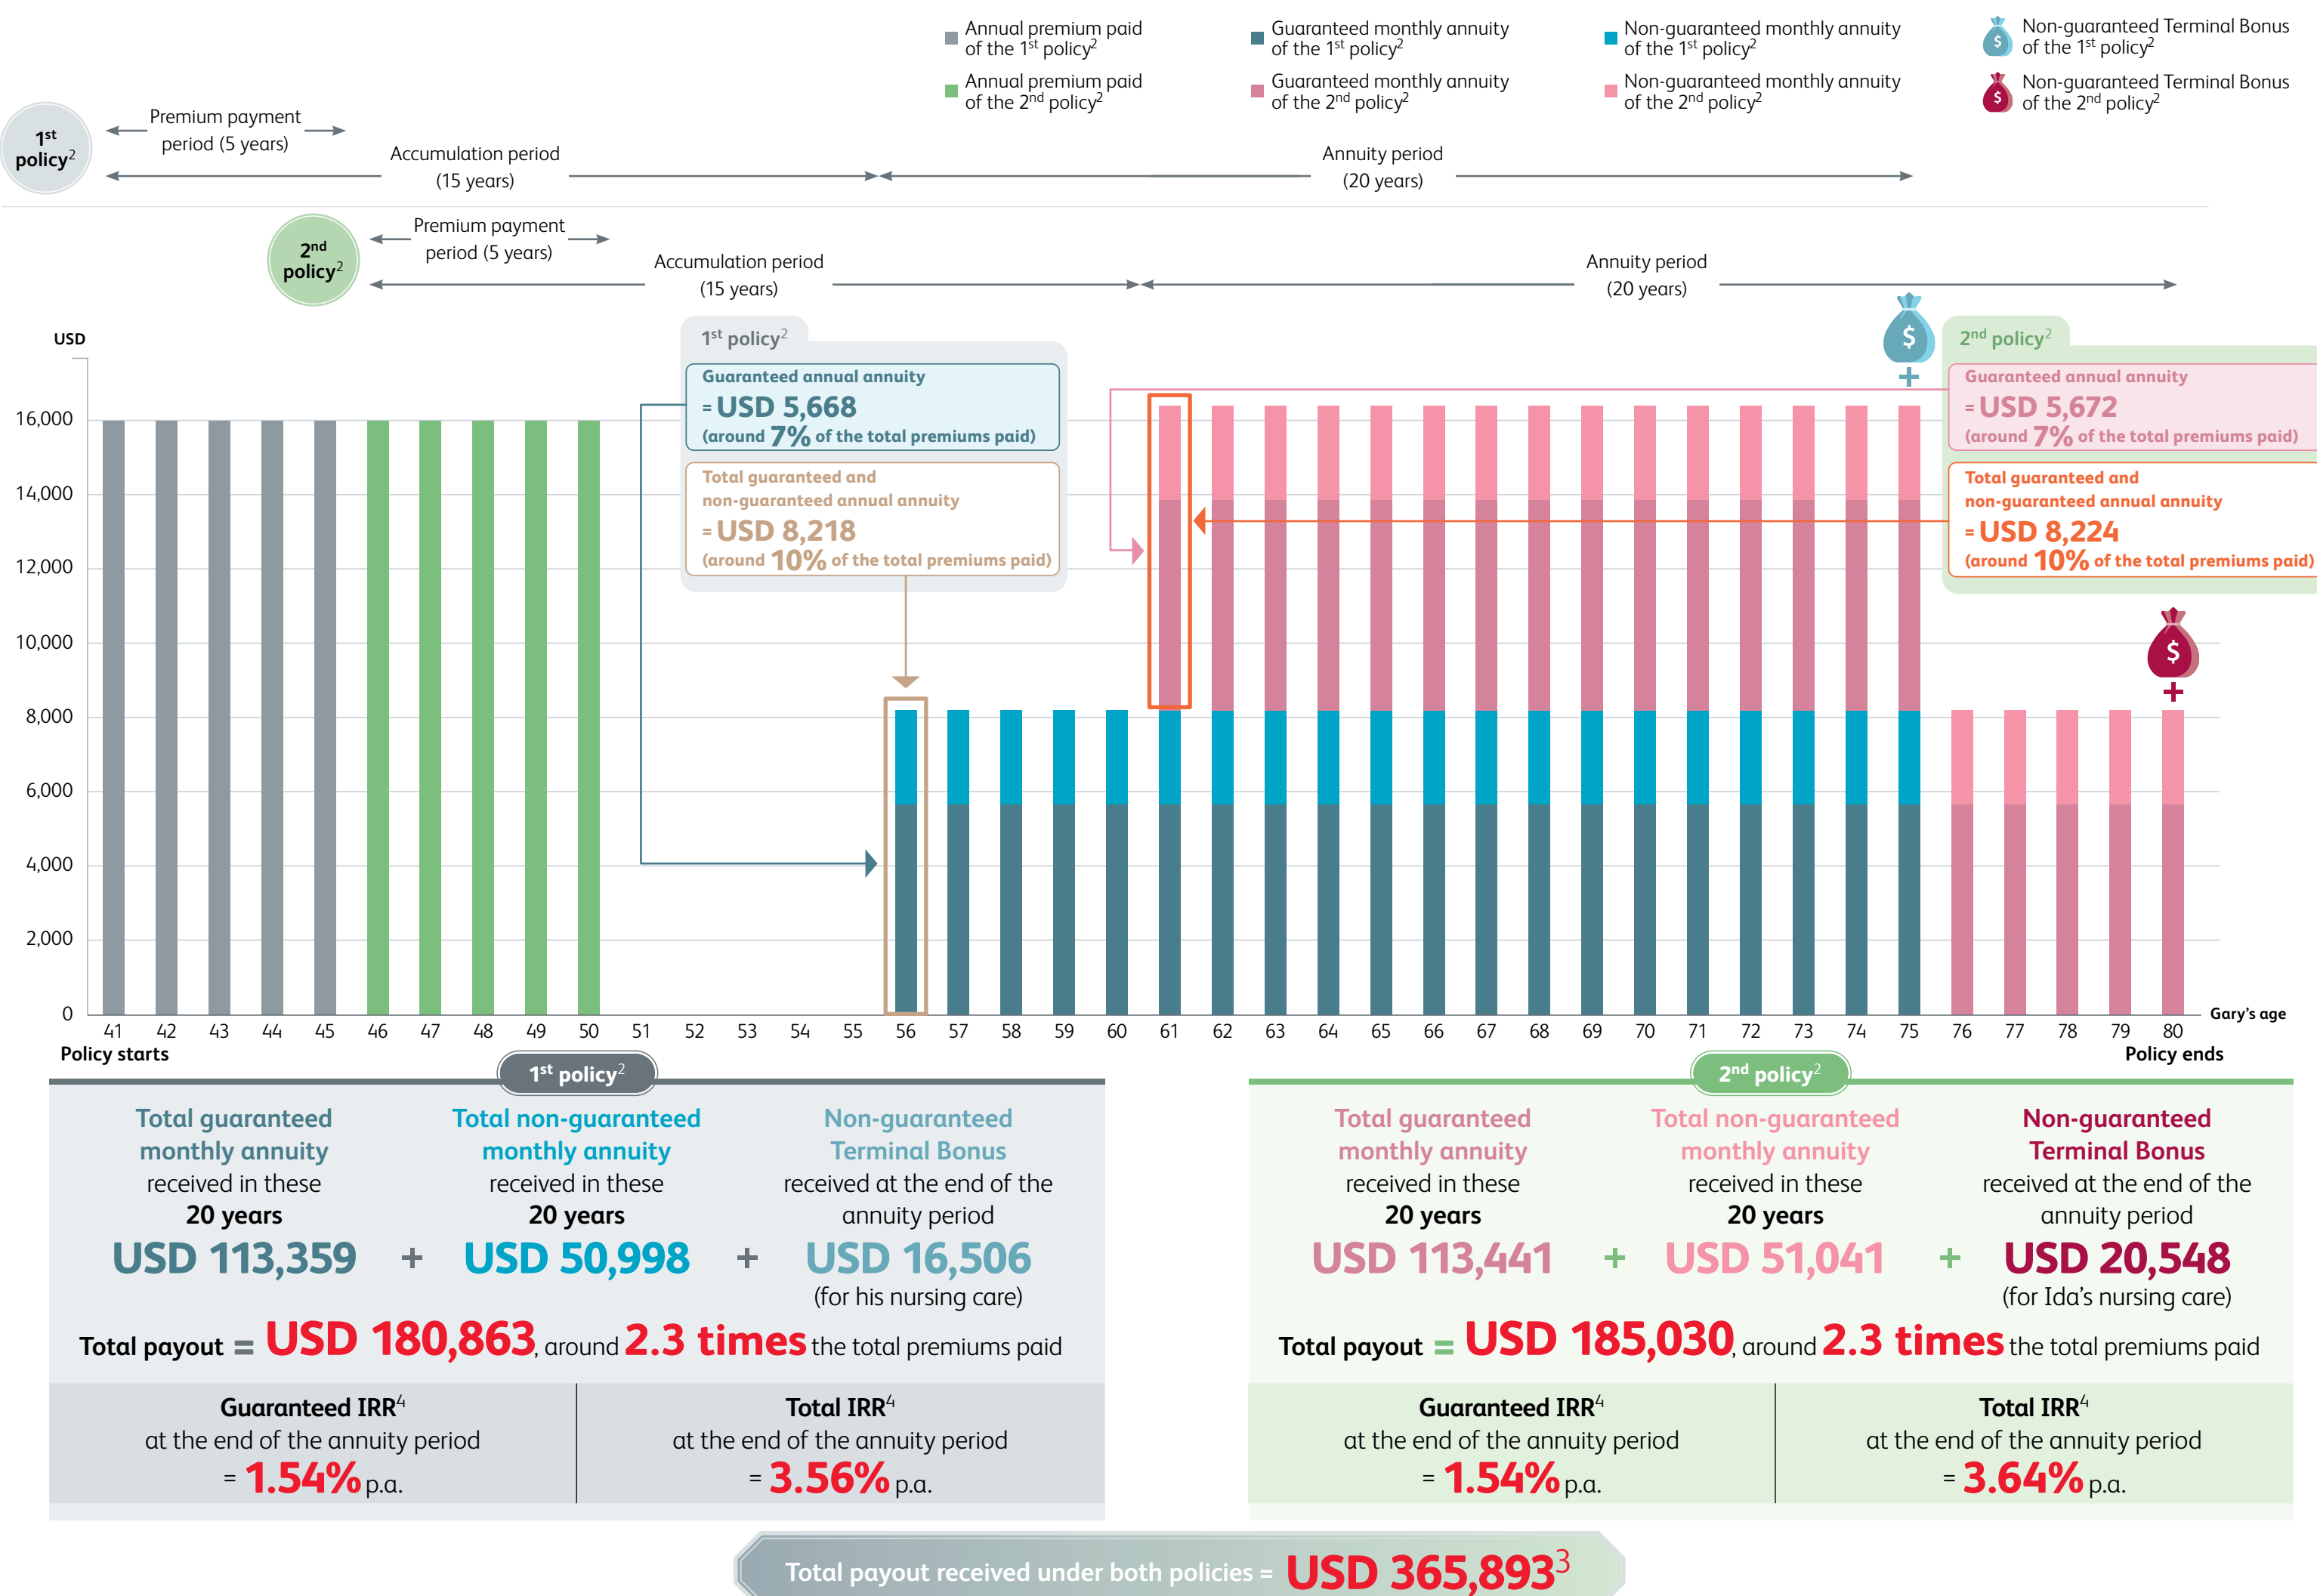 Annual premium paid
of the 1st policy2
Guaranteed monthly annuity
of the 1st policy2
Non-guaranteed monthly annuity
of the 1st policy2
Non-guaranteed Terminal Bonus
of the 1st policy2
Annual premium paid
of the 2nd policy2
Guaranteed monthly annuity
of the 2nd policy2
Non-guaranteed monthly annuity
of the 2nd policy2
Non-guaranteed Terminal Bonus
of the 2nd policy2
1st
policy2
Premium payment
period (5 years)
Accumulation period
(15 years)
Annuity period
(20 years)
2nd
policy2
Premium payment
period (5 years)
Accumulation period
(15 years)
Annuity period
(20 years)
USD
16,000
14,000
12,000
10,000
8,000
6,000
4,000
2,000
0
1st policy2
Guaranteed annual annuity
= USD 5,668
(around 7% of the total premiums paid)
Total guaranteed and
non-guaranteed annual annuity
= USD 8,218
(around 10% of the total premiums paid)
$
+
2nd policy2
Guaranteed annual annuity
= USD 5,672
(around 7% of the total premiums paid)
Total guaranteed and
non-guaranteed annual annuity
= USD 8,224
(around 10% of the total premiums paid)
$
+
41 42 43 44 45 46 47 48 49 50 51 52 53 54 55 56 57 58 59 60 61 62 63 64 65 66 67 68 69 70 71 72 73 74 75 76 77 78 79 80
Gary's age
Policy starts
Policy ends
1st policy2
Total guaranteed
monthly annuity
received in these
20 years
USD 113,359
+
Total non-guaranteed
monthly annuity
received in these
20 years
USD 50,998
+
Non-guaranteed
Terminal Bonus
received at the end of the
annuity period
USD 16,506
(for his nursing care)
Total payout = USD 180,863, around 2.3 times the total premiums paid
Guaranteed IRR4
at the end of the annuity period
= 1.54% p.a.
Total IRR4
at the end of the annuity period
= 3.56% p.a.
2nd policy2
Total guaranteed
monthly annuity
received in these
20 years
USD 113,441
+
Total non-guaranteed
monthly annuity
received in these
20 years
USD 51,041
+
Non-guaranteed
Terminal Bonus
received at the end of the
annuity period
USD 20,548
(for Ida's nursing care)
Total payout = USD 185,030, around 2.3 times the total premiums paid
Guaranteed IRR4
at the end of the annuity period
= 1.54% p.a.
Total IRR4
at the end of the annuity period
= 3.64% p.a.
Total payout received under both policies = USD 365,8933